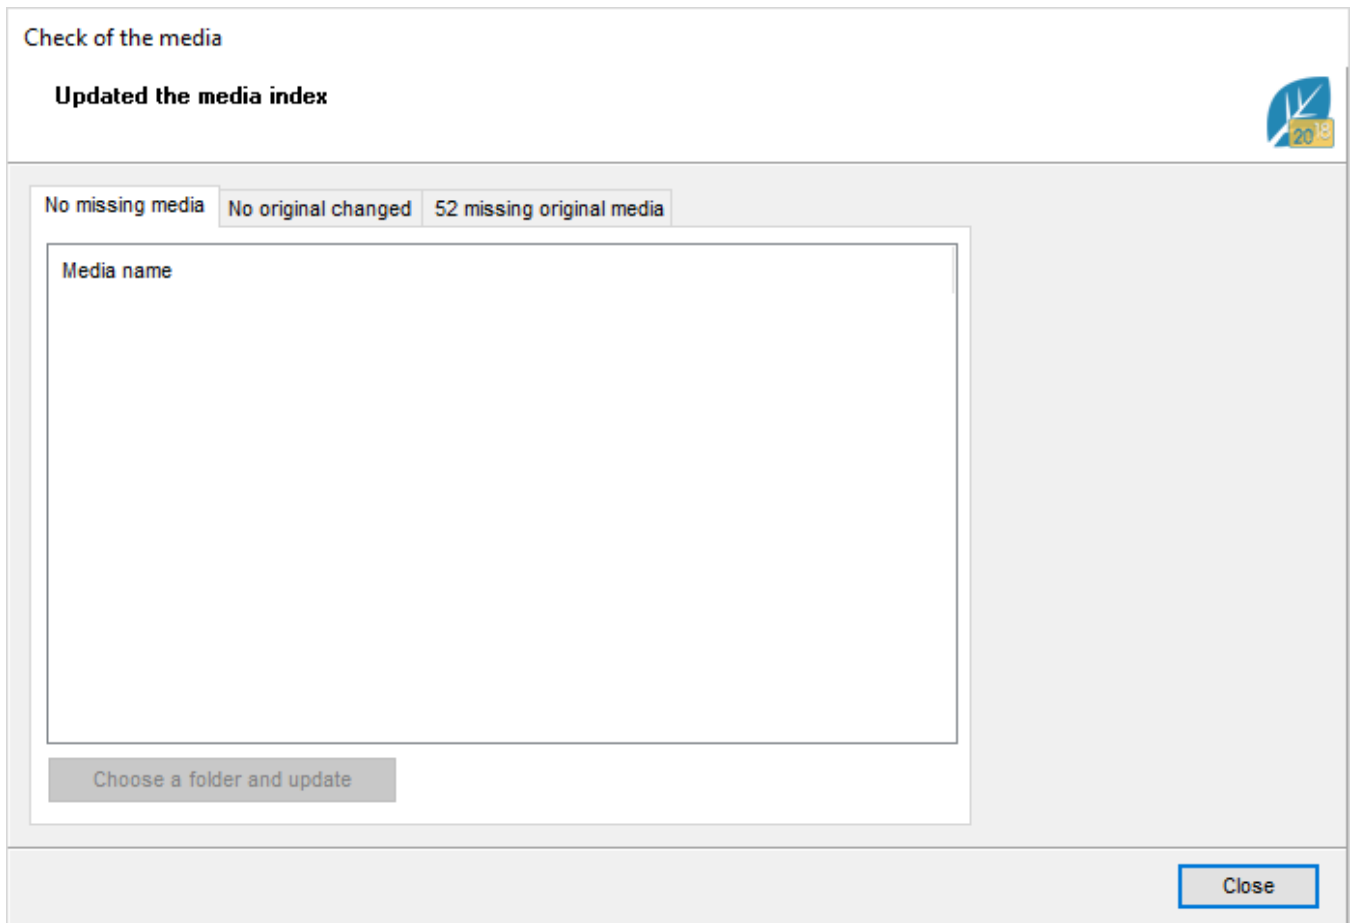 Check of the media
Updated the media index
2018
No missing media
No original changed
52 missing original media
Media name
Choose a folder and update
Close